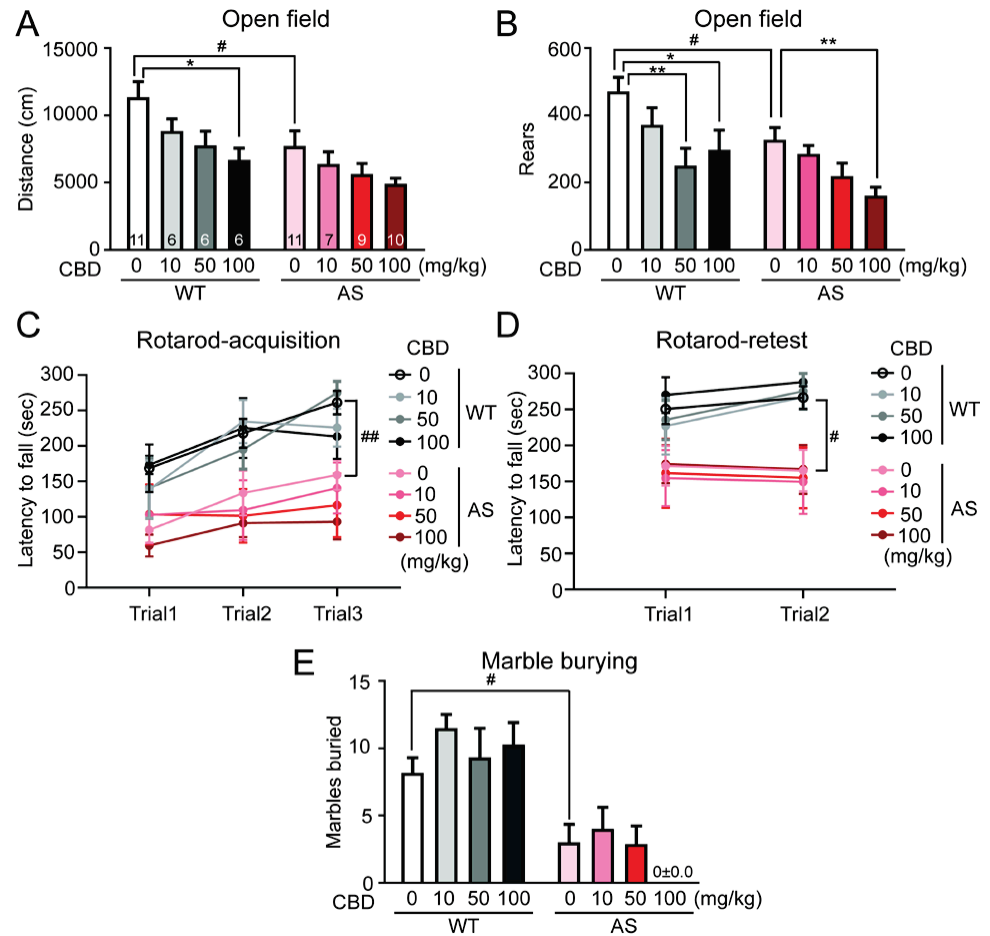 A
Open field
Distance (cm)
15000
10000
5000
0
#
*
11 6 6 6 11 7 9 10
CBD 0 10 50 100 0 10 50 100 (mg/kg)
WT AS
B
Open field
Rears
600
400
200
0
#
*
**
**
CBD 0 10 50 100 0 10 50 100 (mg/kg)
WT AS
C
Rotarod-acquisition
Latency to fall (sec)
300
250
200
150
100
50
0
Trial1 Trial2 Trial3
##
CBD
0
10
50
100
WT
0
10
50
100
AS
(mg/kg)
D
Rotarod-retest
Latency to fall (sec)
300
250
200
150
100
50
0
Trial1 Trial2
#
CBD
0
10
50
100
WT
0
10
50
100
AS
(mg/kg)
E
Marble burying
Marbles buried
15
10
5
0
#
0±0.0
CBD 0 10 50 100 0 10 50 100 (mg/kg)
WT AS